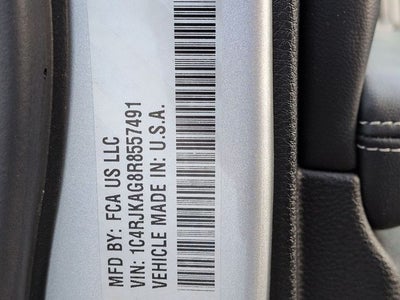 MFD BY: FCA US LLC
VIN: 1C4RJKAG8R8557491
VEHICLE MADE IN: U.S.A.